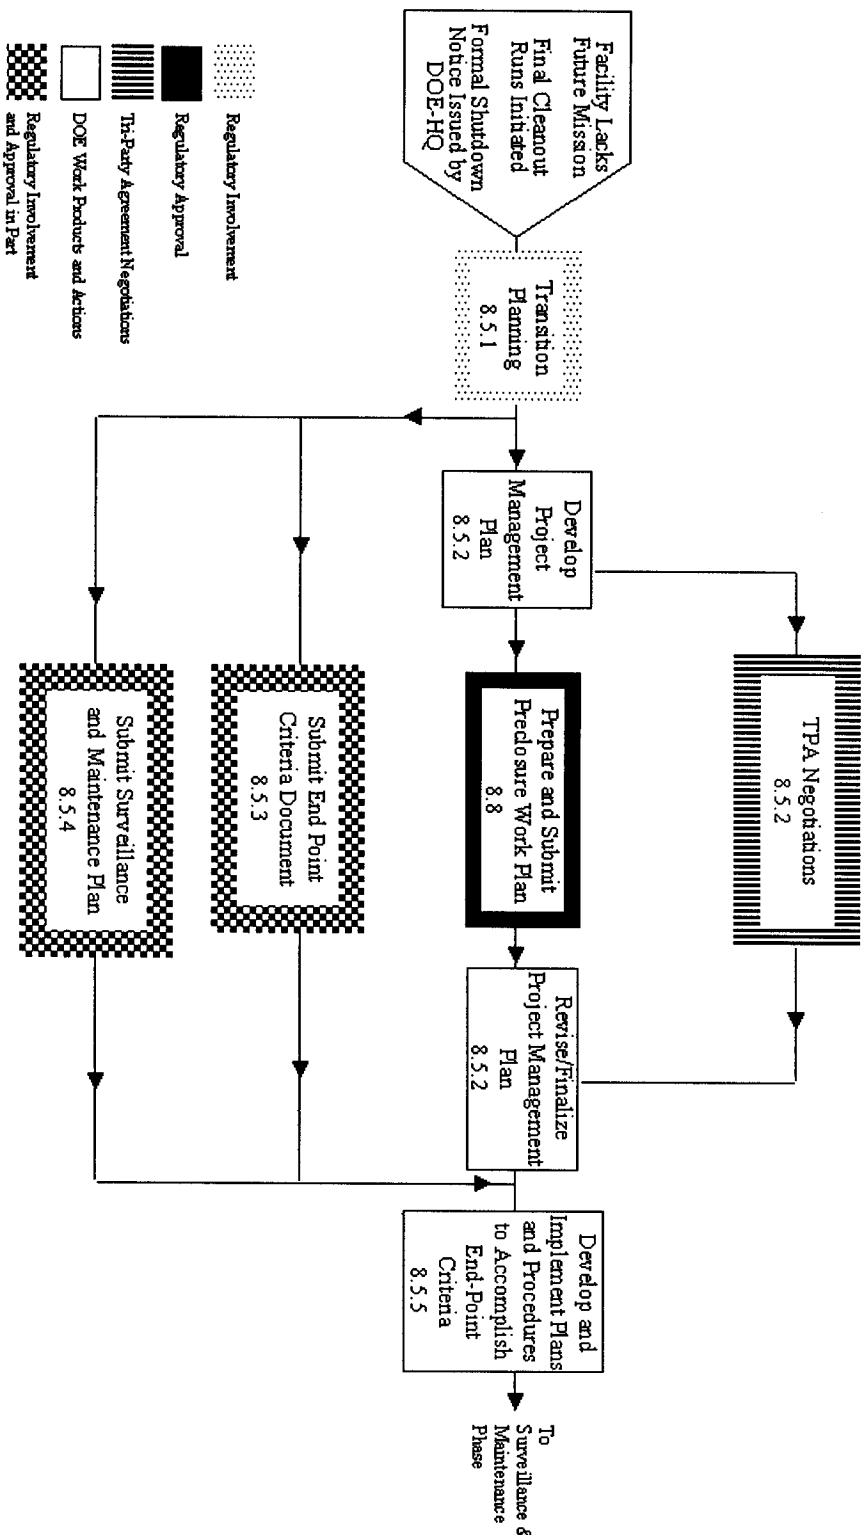 Facility Lacks
Future Mission
Final Cleanout
Runs Initiated
Formal Shutdown
Notice Issued by
DOE-HQ
Transition
Planning
8.5.1
Develop
Project
Management
Plan
8.5.2
TPA Negotiations
8.5.2
Prepare and Submit
Preclosure Work Plan
8.8
Submit End Point
Criteria Document
8.5.3
Submit Surveillance
and Maintenance Plan
8.5.4
Revise/Finalize
Project Management
Plan
8.5.2
Develop and
Implement Plans
and Procedures
to Accomplish
End-Point
Criteria
8.5.5
To
Surveillance &
Maintenance
Phase
Regulatory Involvement
Regulatory Approval
Tri-Party Agreement Negotiations
DOE Work Products and Actions
Regulatory Involvement
and Approval in Part